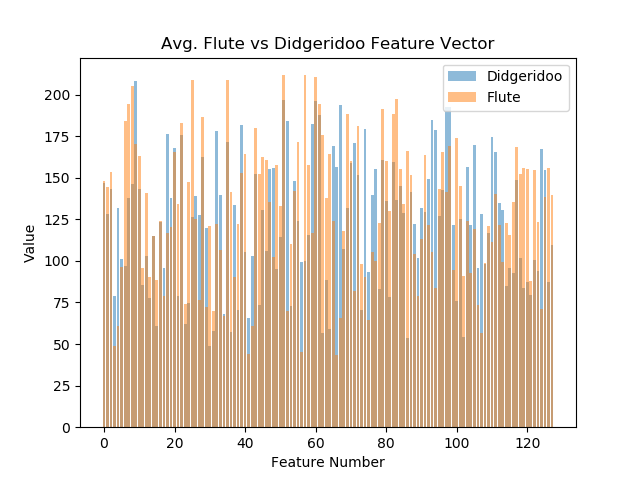 Avg. Flute vs Didgeridoo Feature Vector
Didgeridoo
Flute
200
175
150
125
100
75
50
25
0
Value
0 20 40 60 80 100 120
Feature Number